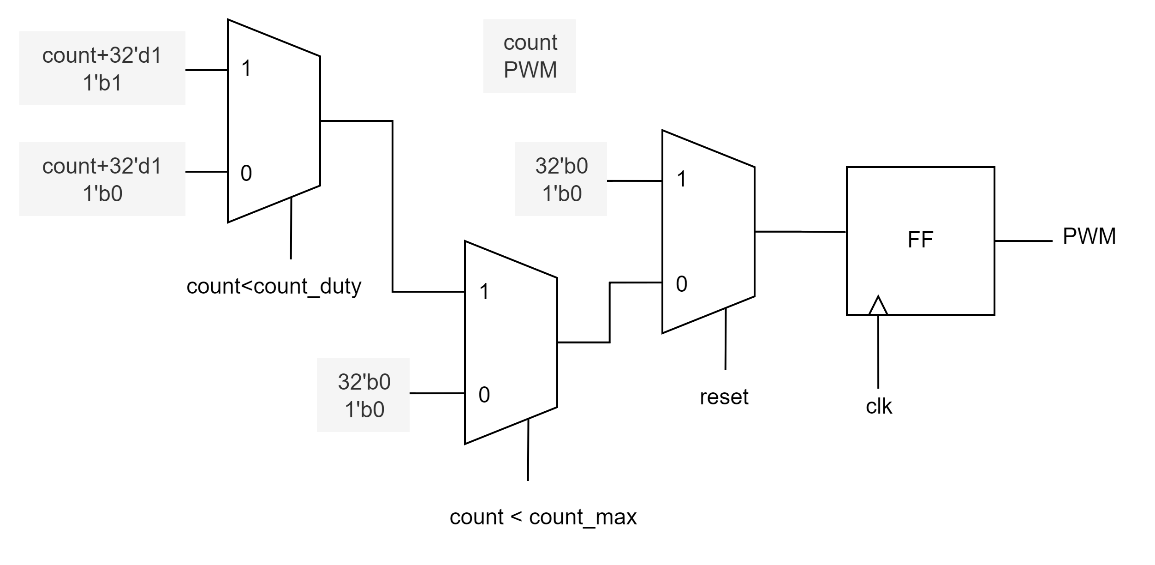 count+32'd1
1'b1
1
count+32'd1
1'b0
0
count<count_duty
count
PWM
32'b0
1'b0
1
0
reset
1
32'b0
1'b0
0
count < count_max
FF
clk
PWM